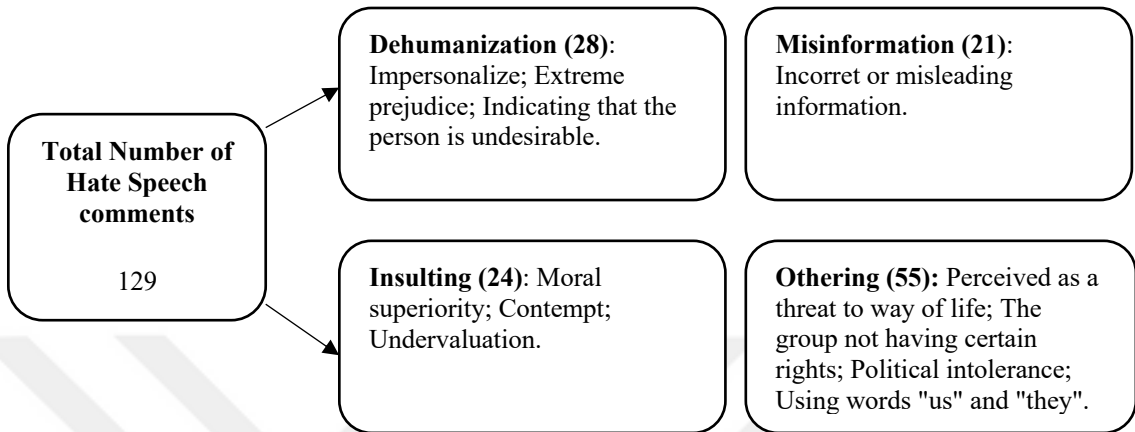 Total Number of
Hate Speech
comments
129
Dehumanization (28):
Impersonalize; Extreme
prejudice; Indicating that the
person is undesirable.
Misinformation (21):
Incorret or misleading
information.
Insulting (24): Moral
superiority; Contempt;
Undervaluation.
Othering (55): Perceived as a
threat to way of life; The
group not having certain
rights; Political intolerance;
Using words "us" and "they".